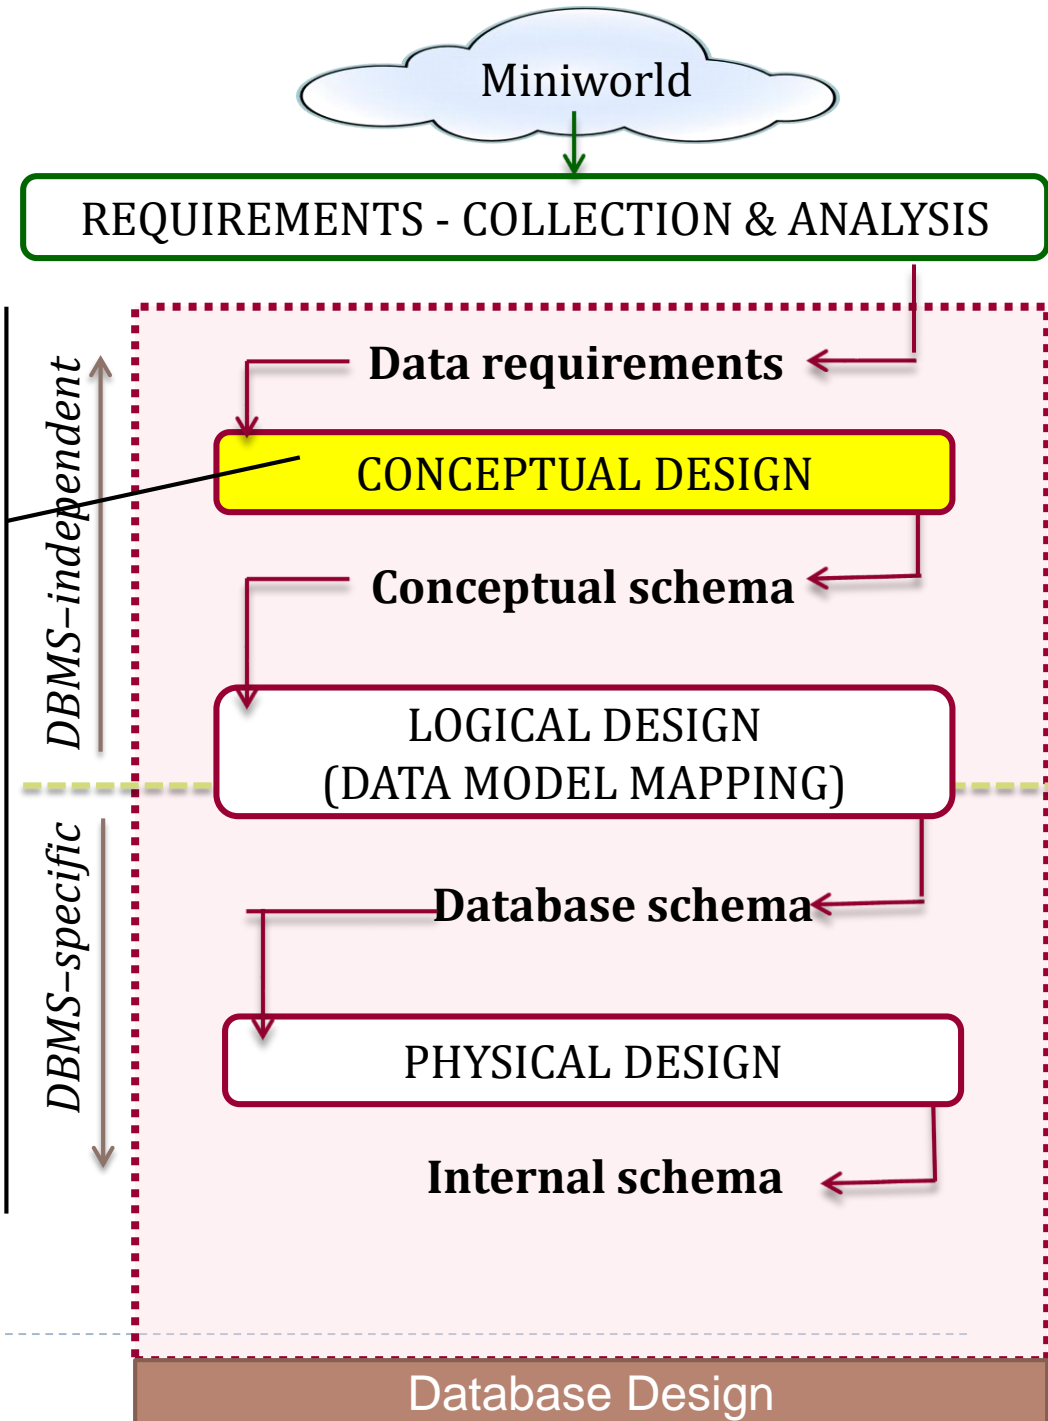 Miniworld
REQUIREMENTS - COLLECTION & ANALYSIS
Data requirements
CONCEPTUAL DESIGN
Conceptual schema
LOGICAL DESIGN
(DATA MODEL MAPPING)
Database schema
PHYSICAL DESIGN
Internal schema
DBMS–independent
DBMS–specific
Database Design